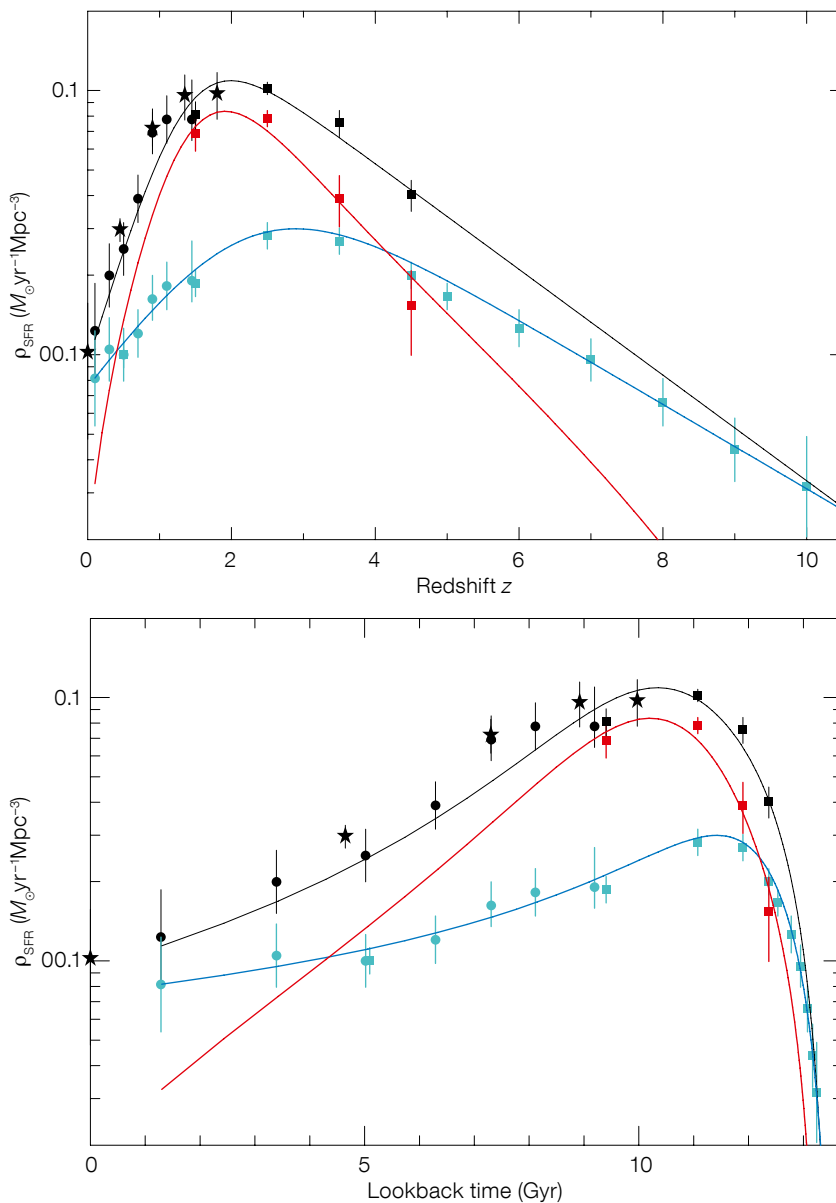 0.1
ρSFR (M⊙yr⁻¹Mpc⁻³)
00.1
0 2 4 6 8 10
Redshift z
0.1
ρSFR (M⊙yr⁻¹Mpc⁻³)
00.1
0 5 10
Lookback time (Gyr)